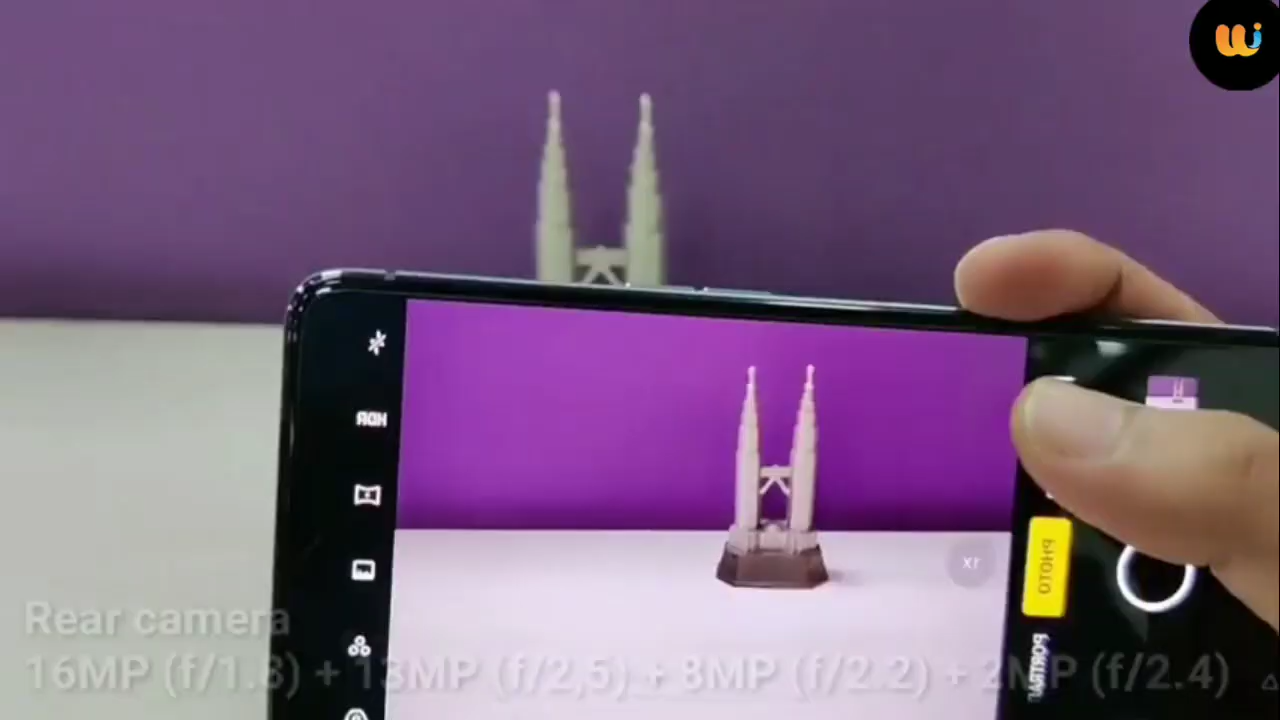 HDR
1X
PHOTO
PORTRAIT
Rear camera
16MP (f/1.8) + 13MP (f/2,5) + 8MP (f/2.2) + 2MP (f/2.4)